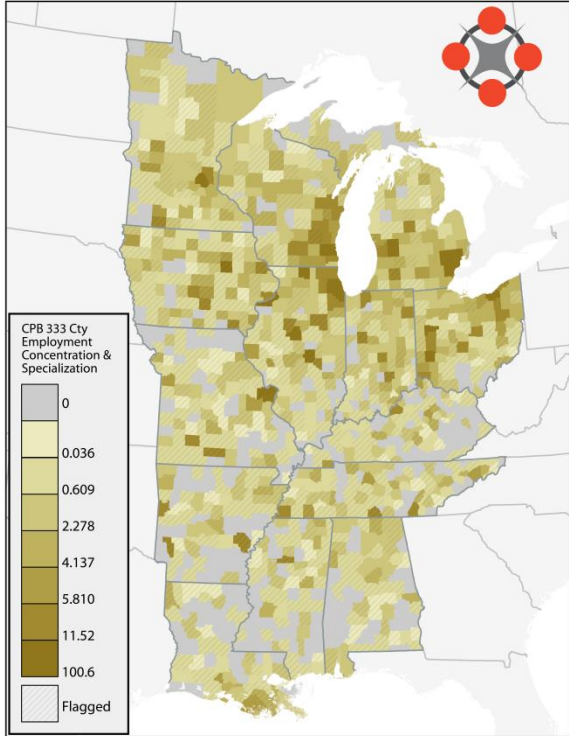 CPB 333 Cty
Employment
Concentration &
Specialization
0
0.036
0.609
2.278
4.137
5.810
11.52
100.6
Flagged